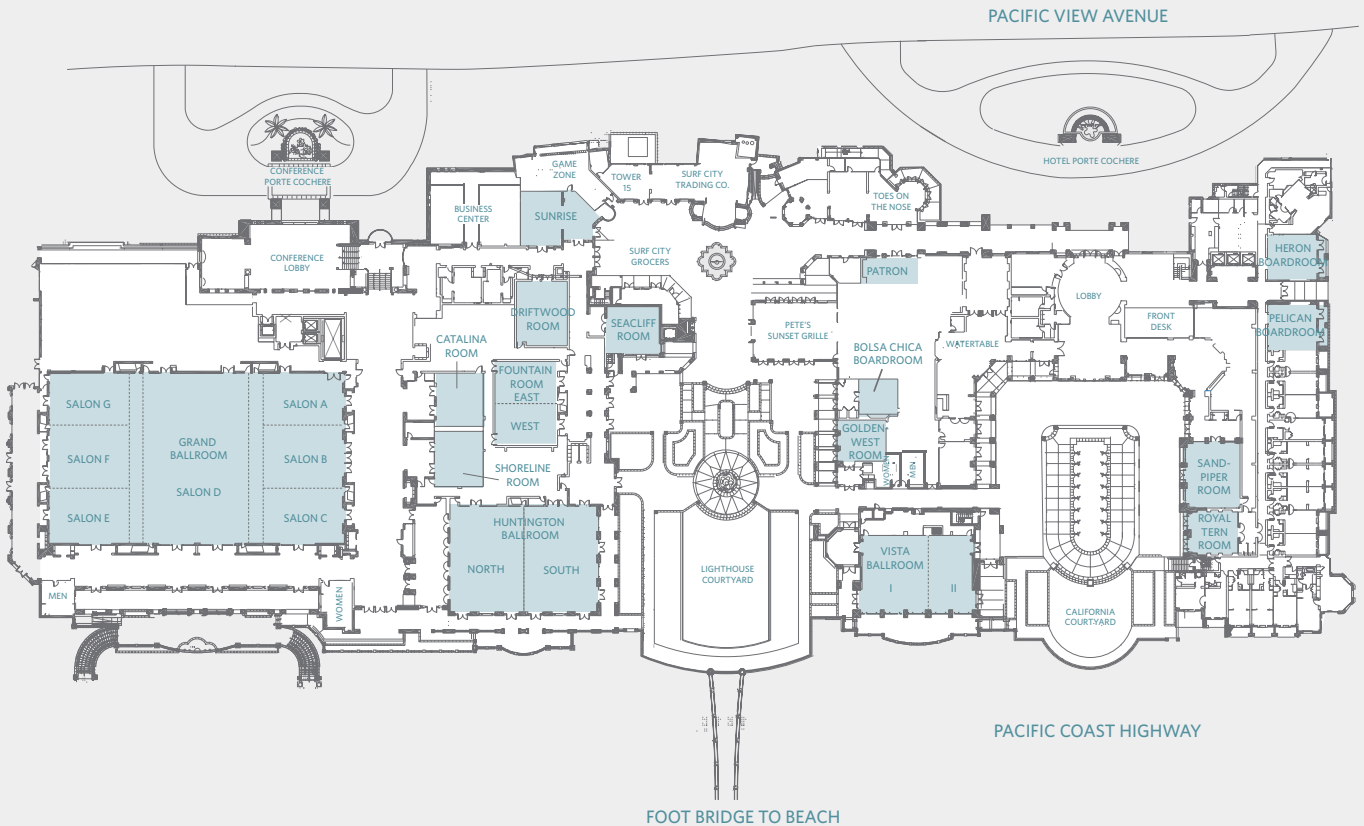 PACIFIC VIEW AVENUE
HOTEL PORTE COCHERE
CONFERENCE
PORTE COCHERE
GAME
ZONE
TOWER
15
SURF CITY
TRADING CO.
TOES ON
THE NOSE
BUSINESS
CENTER
SUNRISE
CONFERENCE
LOBBY
SURF CITY
GROCERS
PATRON
HERON
BOARDROOM
LOBBY
DRIFTWOOD
ROOM
SEACLIFF
ROOM
PETE'S
SUNSET GRILLE
FRONT
DESK
PELICAN
BOARDROOM
CATALINA
ROOM
BOLSA CHICA
BOARDROOM
WATERTABLE
FOUNTAIN
ROOM
EAST
WEST
SALON G
SALON A
GRAND
BALLROOM
SALON F
SALON B
SALON D
SALON E
SALON C
SHORELINE
ROOM
GOLDEN
WEST
ROOM
WOMEN
MEN
SAND-
PIPER
ROOM
ROYAL
TERN
ROOM
HUNTINGTON
BALLROOM
NORTH
SOUTH
LIGHTHOUSE
COURTYARD
VISTA
BALLROOM
I
II
MEN
WOMEN
CALIFORNIA
COURTYARD
PACIFIC COAST HIGHWAY
FOOT BRIDGE TO BEACH